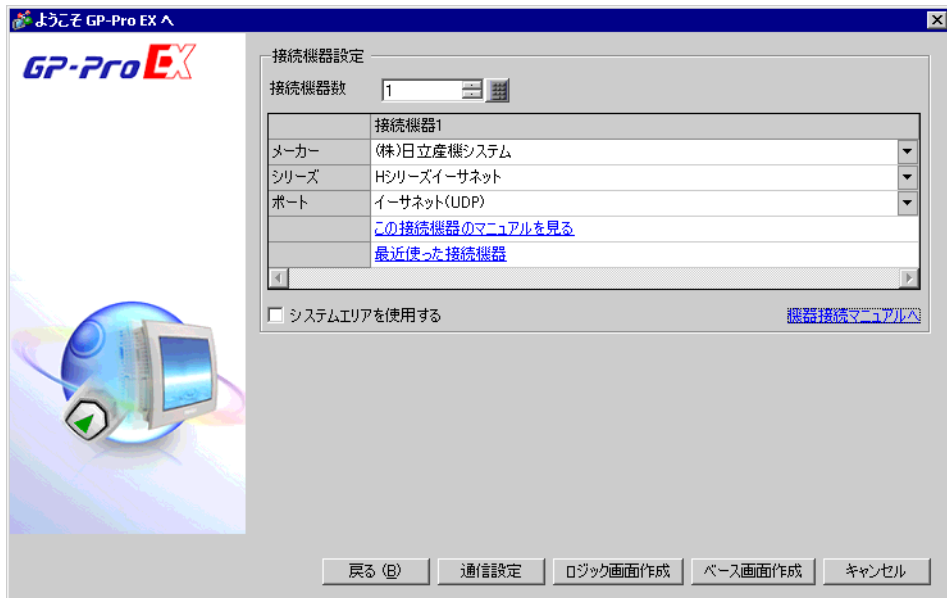 ようこそ GP-Pro EX へ
GP-Pro EX
接続機器設定
接続機器数 1
接続機器1
メーカー (株)日立産機システム
シリーズ Hシリーズイーサネット
ポート イーサネット(UDP)
この接続機器のマニュアルを見る
最近使った接続機器
システムエリアを使用する 機器接続マニュアルへ
戻る (B) 通信設定 ロジック画面作成 ベース画面作成 キャンセル